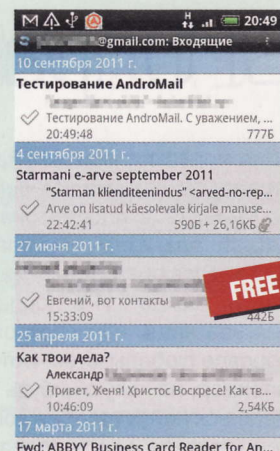 20:49
@gmail.com: Входящие
10 сентября 2011 г.
Тестирование AndroMail
Тестирование AndroMail. С уважением, ...
20:49:48 777Б
4 сентября 2011 г.
Starmani e-arve september 2011
"Starman klienditeenindus" <arved-no-rep...
Arve on lisatud käesolevale kirjale manuse...
22:42:41 590Б + 26,16КБ
27 июня 2011 г.
FREE
Евгений, вот контакты
15:33:09 442Б
25 апреля 2011 г.
Как твои дела?
Александр
Привет, Женя! Христос Воскресе! Как тв...
10:46:09 2,54КБ
17 марта 2011 г.
Fwd: ABBYY Business Card Reader for An...